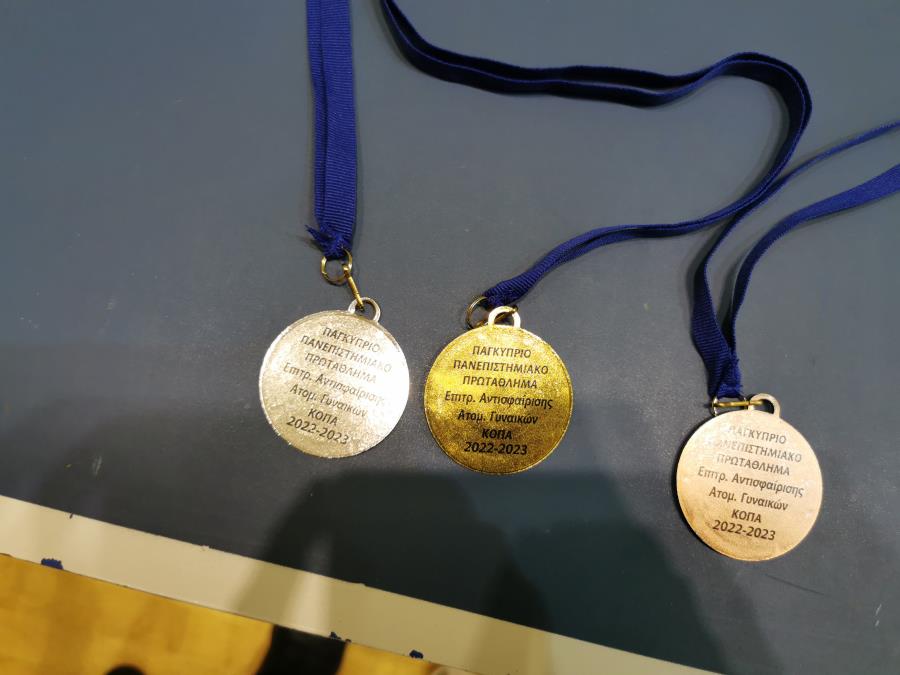 ΠΑΓΚΥΠΡΙΟ
ΠΑΝΕΠΙΣΤΗΜΙΑΚΟ
ΠΡΩΤΑΘΛΗΜΑ
Επιτρ. Αντισφαίρισης
Ατομ. Γυναικών
ΚΟΠΑ
2022-2023
ΠΑΓΚΥΠΡΙΟ
ΠΑΝΕΠΙΣΤΗΜΙΑΚΟ
ΠΡΩΤΑΘΛΗΜΑ
Επιτρ. Αντισφαίρισης
Ατομ. Γυναικών
ΚΟΠΑ
2022-2023
ΠΑΓΚΥΠΡΙΟ
ΠΑΝΕΠΙΣΤΗΜΙΑΚΟ
ΠΡΩΤΑΘΛΗΜΑ
Επιτρ. Αντισφαίρισης
Ατομ. Γυναικών
ΚΟΠΑ
2022-2023